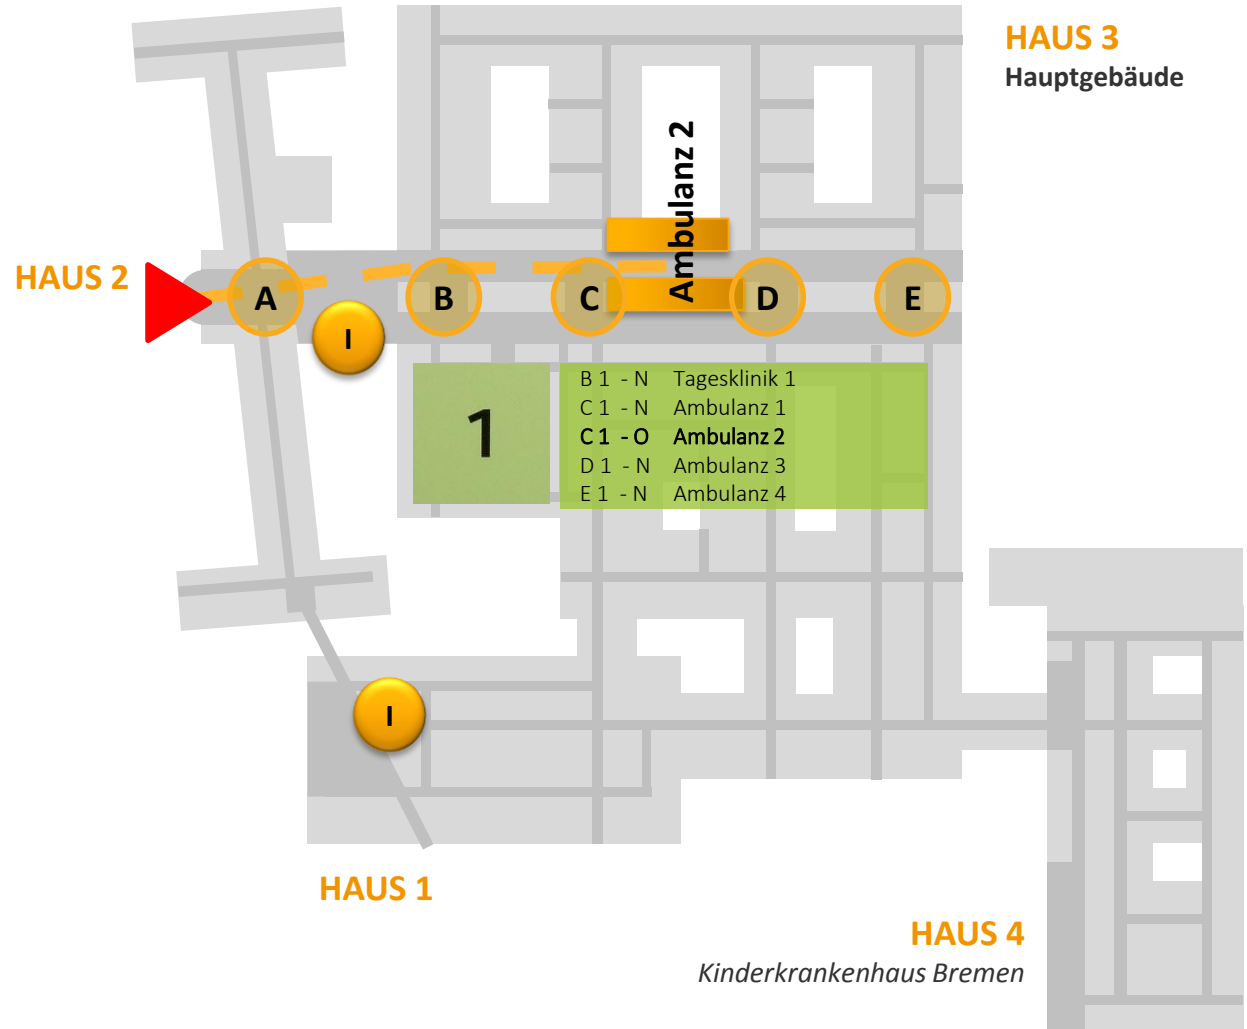 HAUS 3
Hauptgebäude
Ambulanz 2
HAUS 2
A
B
C
D
E
I
1
B 1 - N Tagesklinik 1
C 1 - N Ambulanz 1
C 1 - O Ambulanz 2
D 1 - N Ambulanz 3
E 1 - N Ambulanz 4
I
HAUS 1
HAUS 4
Kinderkrankenhaus Bremen